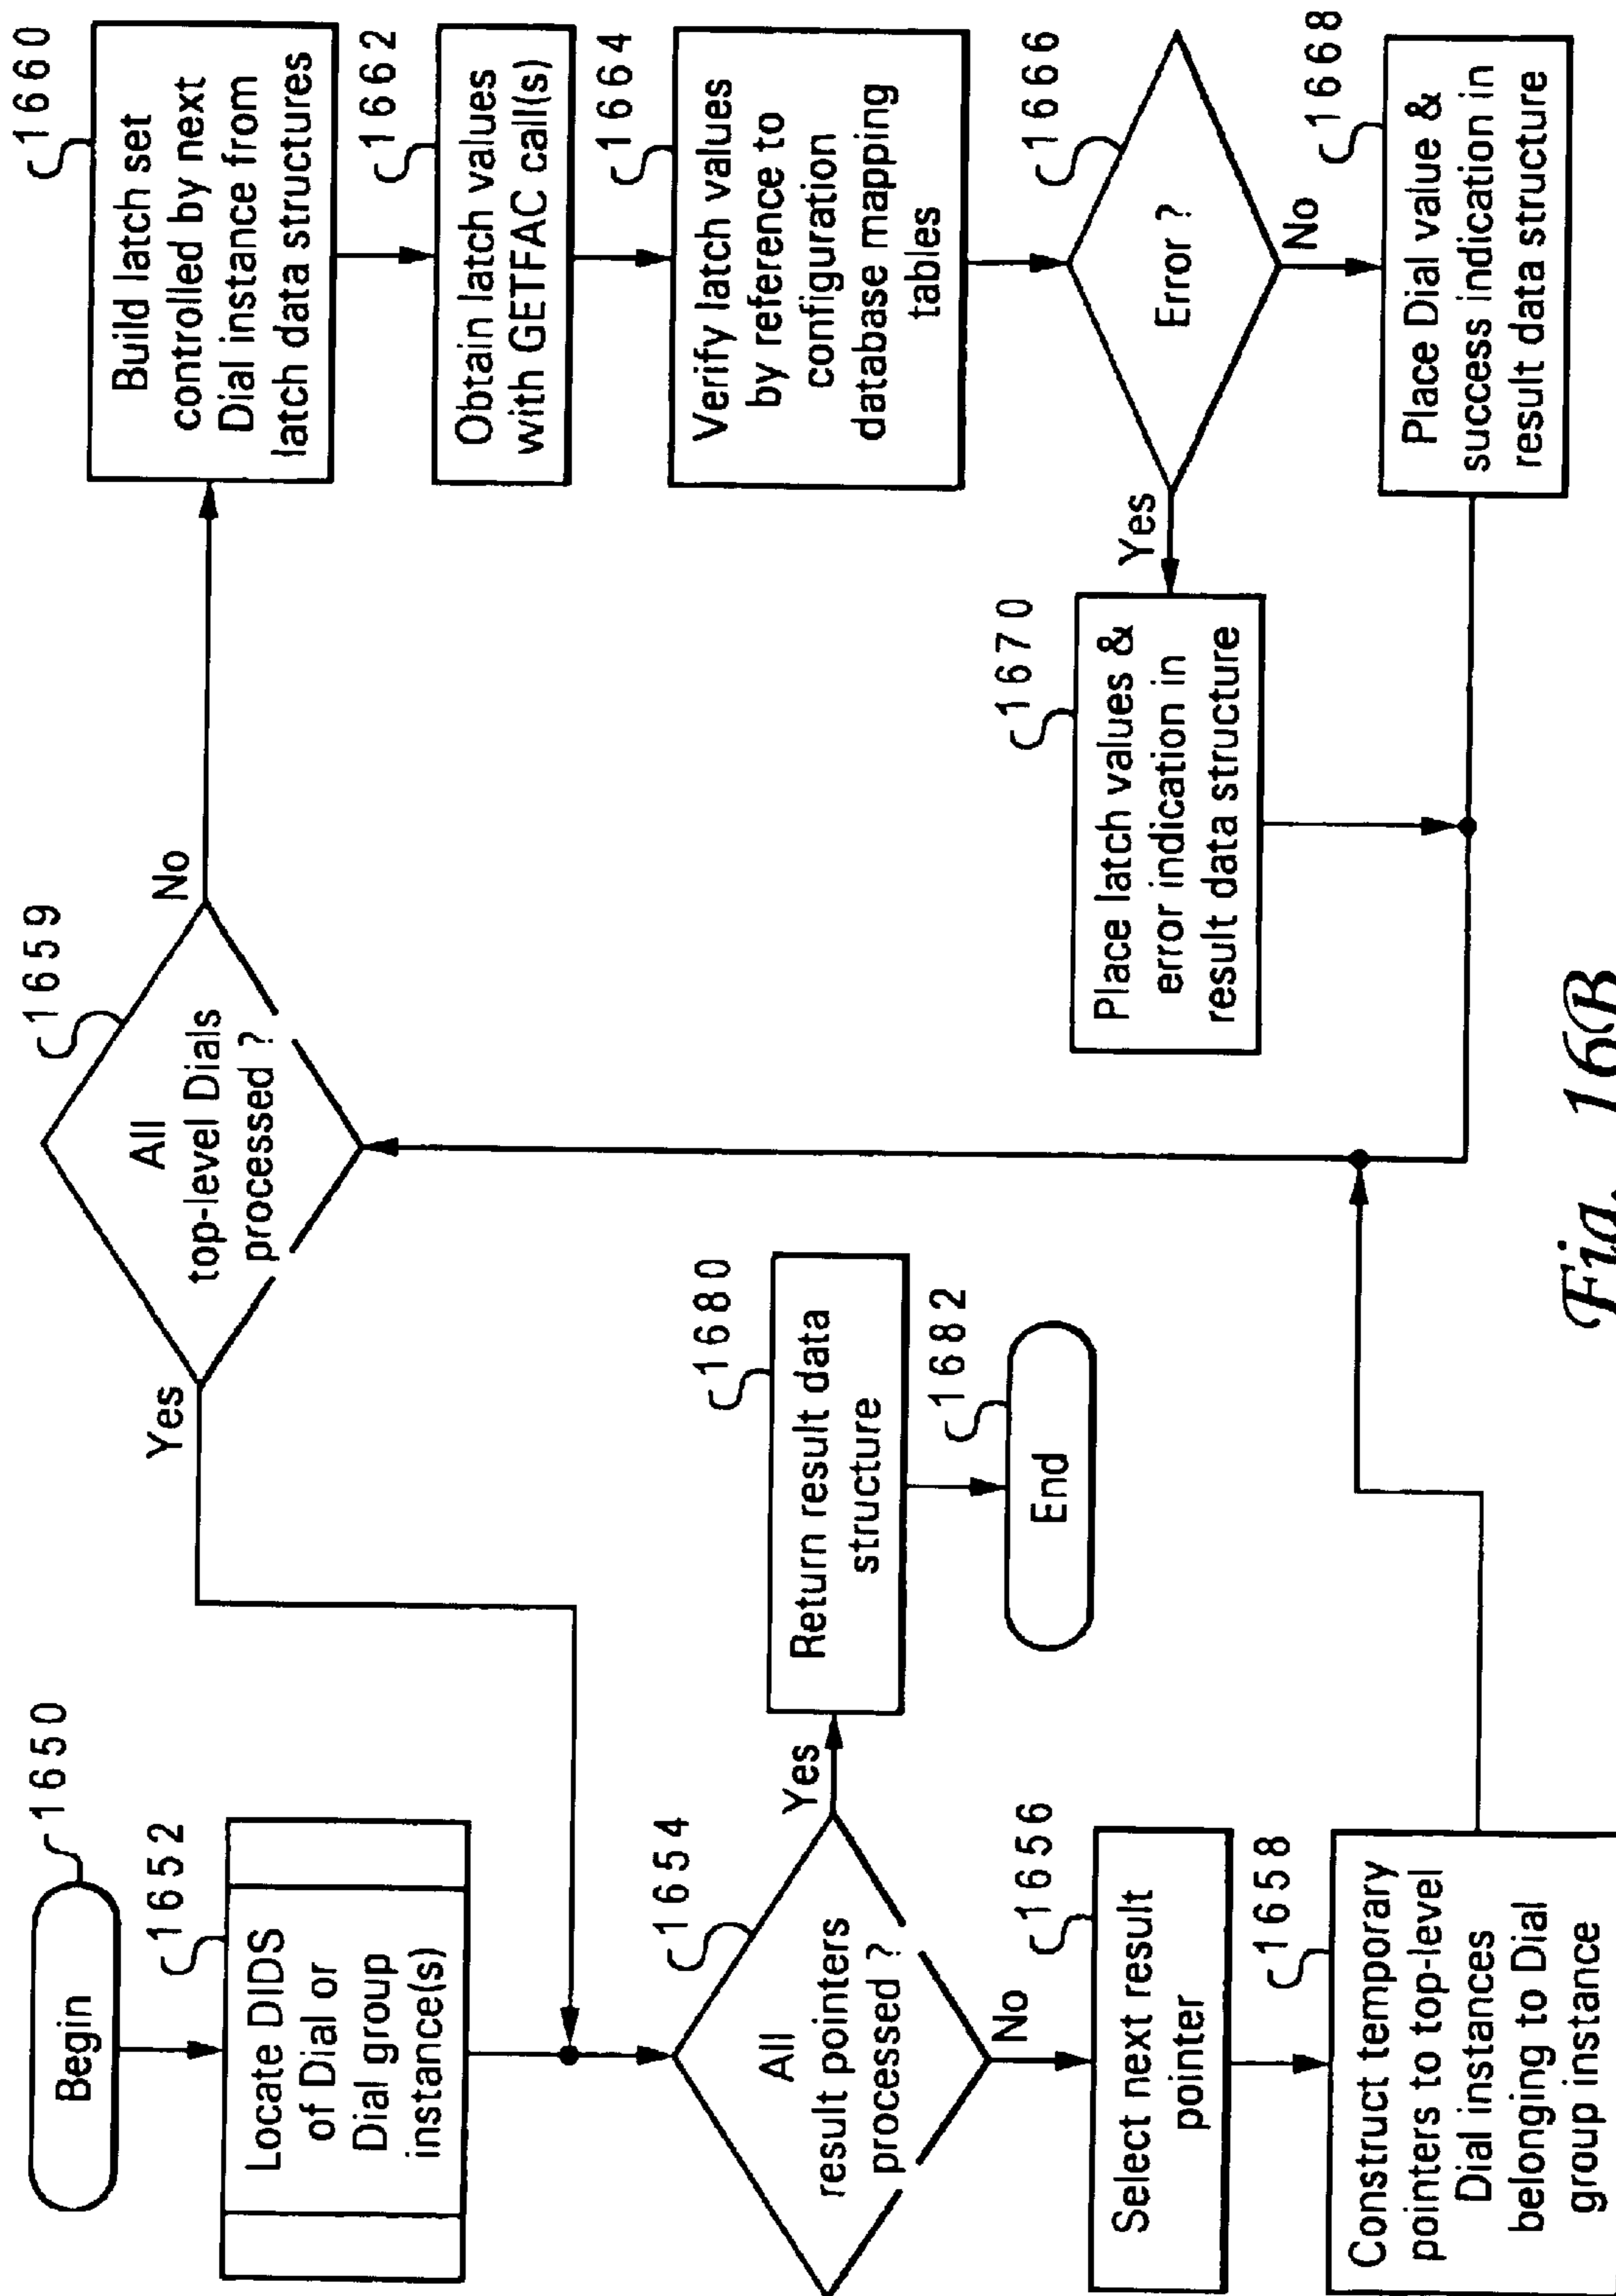 Begin
1650
1652
Locate DIDS
of Dial or
Dial group
instance(s)
1654
All
result pointers
processed ?
Yes
No
1656
Select next result
pointer
1658
Construct temporary
pointers to top-level
Dial instances
belonging to Dial
group instance
1680
Return result data
structure
1682
End
1659
All
top-level Dials
processed ?
Yes
No
1660
Build latch set
controlled by next
Dial instance from
latch data structures
1662
Obtain latch values
with GETFAC call(s)
1664
Verify latch values
by reference to
configuration
database mapping
tables
1666
Error ?
Yes
No
1670
Place latch values &
error indication in
result data structure
1668
Place Dial value &
success indication in
result data structure
Fig. 16B